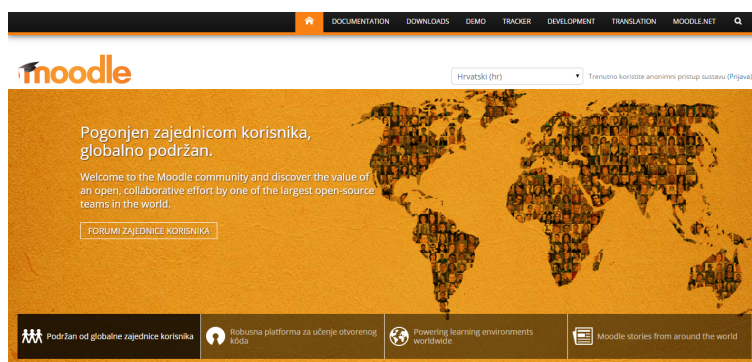 DOCUMENTATION DOWNLOADS DEMO TRACKER DEVELOPMENT TRANSLATION MOODLE.NET
moodle
Hrvatski (hr)
Trenutno koristite anonimni pristup sustavu (Prijava)
Pogonjen zajednicom korisnika,
globalno podržan.
Welcome to the Moodle community and discover the value of
an open, collaborative effort by one of the largest open-source
teams in the world.
FORUMI ZAJEDNICE KORISNIKA
Podržan od globalne zajednice korisnika
Robusna platforma za učenje otvorenog
kôda
Powering learning environments
worldwide
Moodle stories from around the world